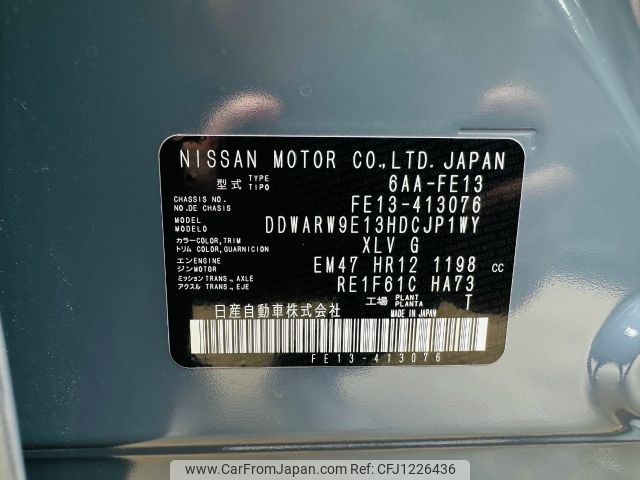 NISSAN MOTOR CO.,LTD. JAPAN
型式 TYPE TIPO 6AA-FE13
CHASSIS NO. NO.DE CHASIS FE13-413076
MODEL MODELO DDWARW9E13HDCJP1WY
カラー COLOR, TRIM トリム COLOR, GUARNICION XLV G
エンジン ENGINE MOTOR EM47 HR12 1198 cc
ミッション アクスル TRANS., AXLE TRANS., EJE RE1F61C HA73
工場 PLANT PLANTA T
日産自動車株式会社 MADE IN JAPAN
FE13-413076
www.CarFromJapan.com | Car No.CFJ1226436